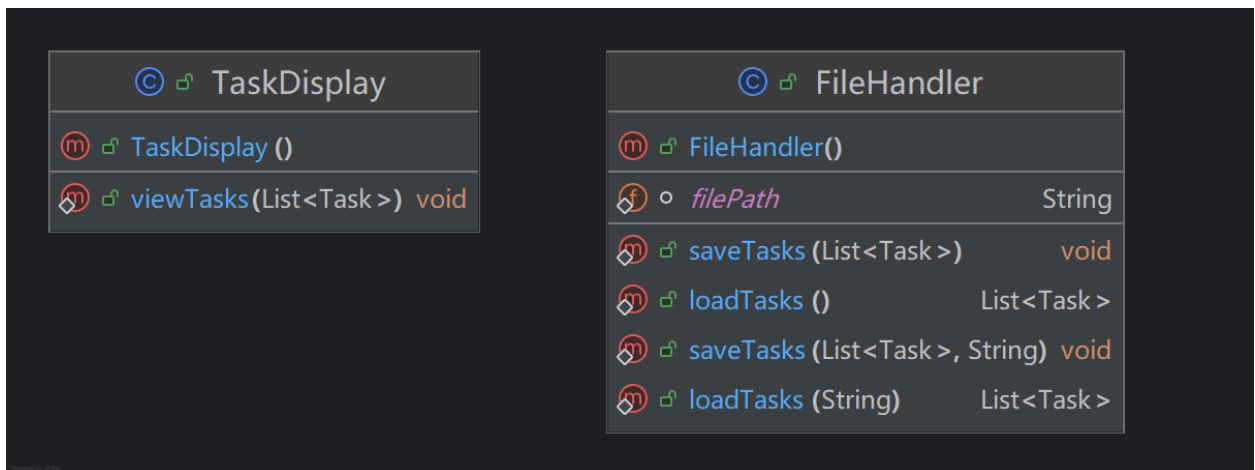 TaskDisplay
TaskDisplay ()
viewTasks(List<Task >) void
FileHandler
FileHandler()
filePath String
saveTasks (List<Task >) void
loadTasks () List<Task >
saveTasks (List<Task >, String) void
loadTasks (String) List<Task >